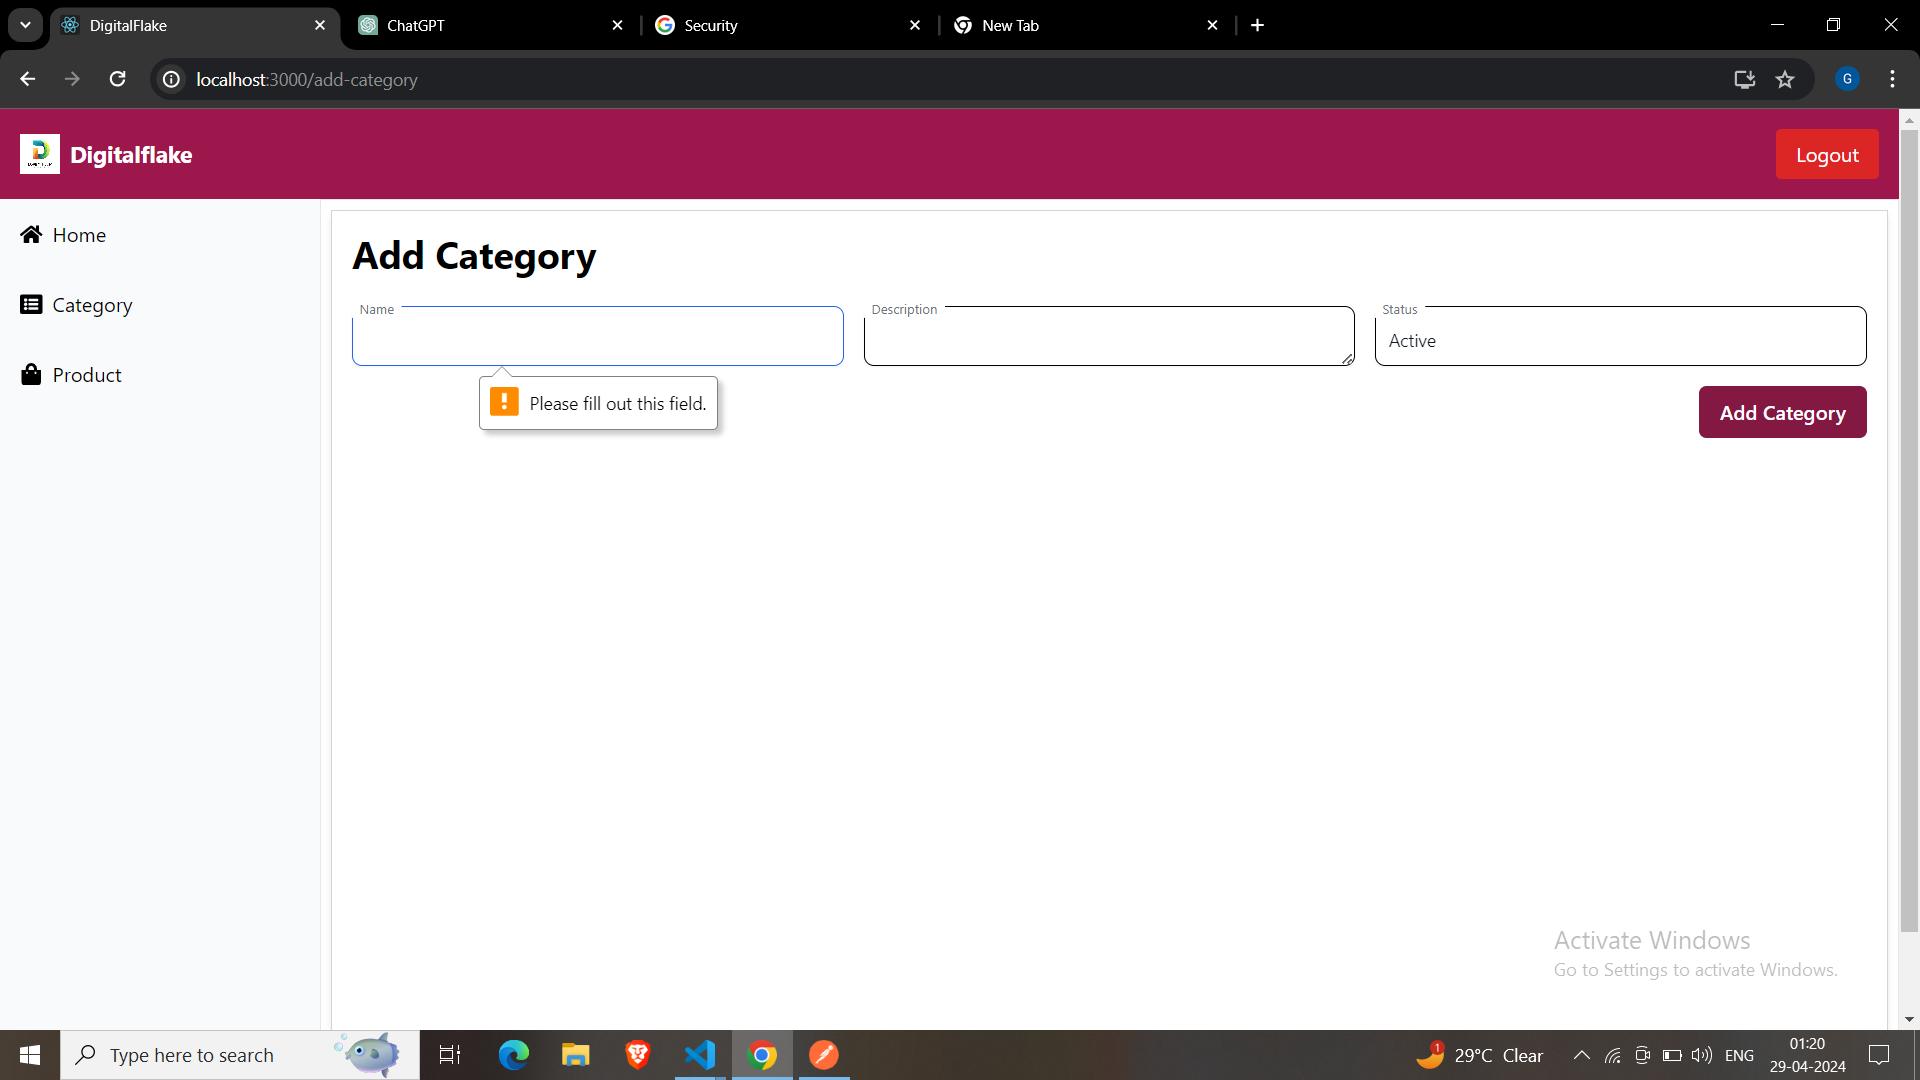 DigitalFlake
ChatGPT
Security
New Tab
localhost:3000/add-category
G
Digitalflake
Logout
Home
Category
Product
Add Category
Name
Description
Status
Active
Please fill out this field.
Add Category
Activate Windows
Go to Settings to activate Windows.
Type here to search
1
29°C Clear
ENG
01:20
29-04-2024